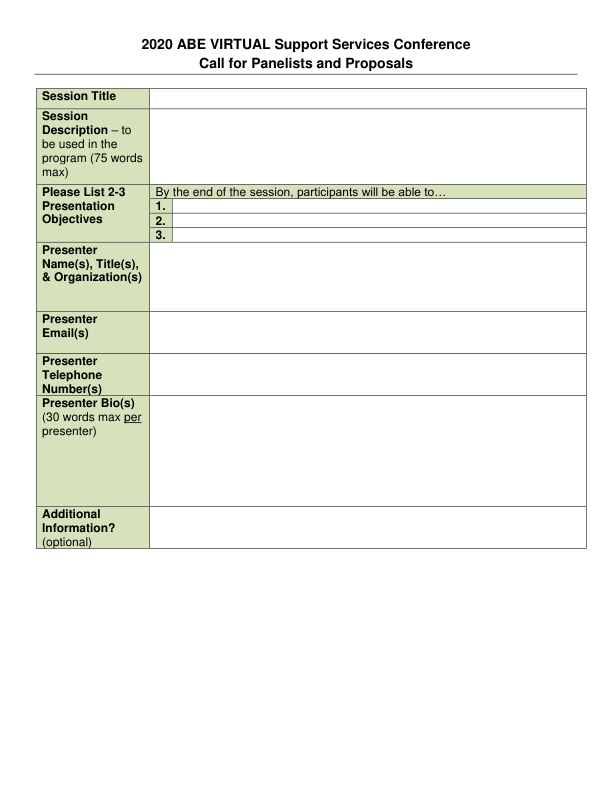 2020 ABE VIRTUAL Support Services Conference
Call for Panelists and Proposals
Session Title
Session
Description – to
be used in the
program (75 words
max)
Please List 2-3
Presentation
Objectives
By the end of the session, participants will be able to…
1.
2.
3.
Presenter
Name(s), Title(s),
& Organization(s)
Presenter
Email(s)
Presenter
Telephone
Number(s)
Presenter Bio(s)
(30 words max per
presenter)
Additional
Information?
(optional)